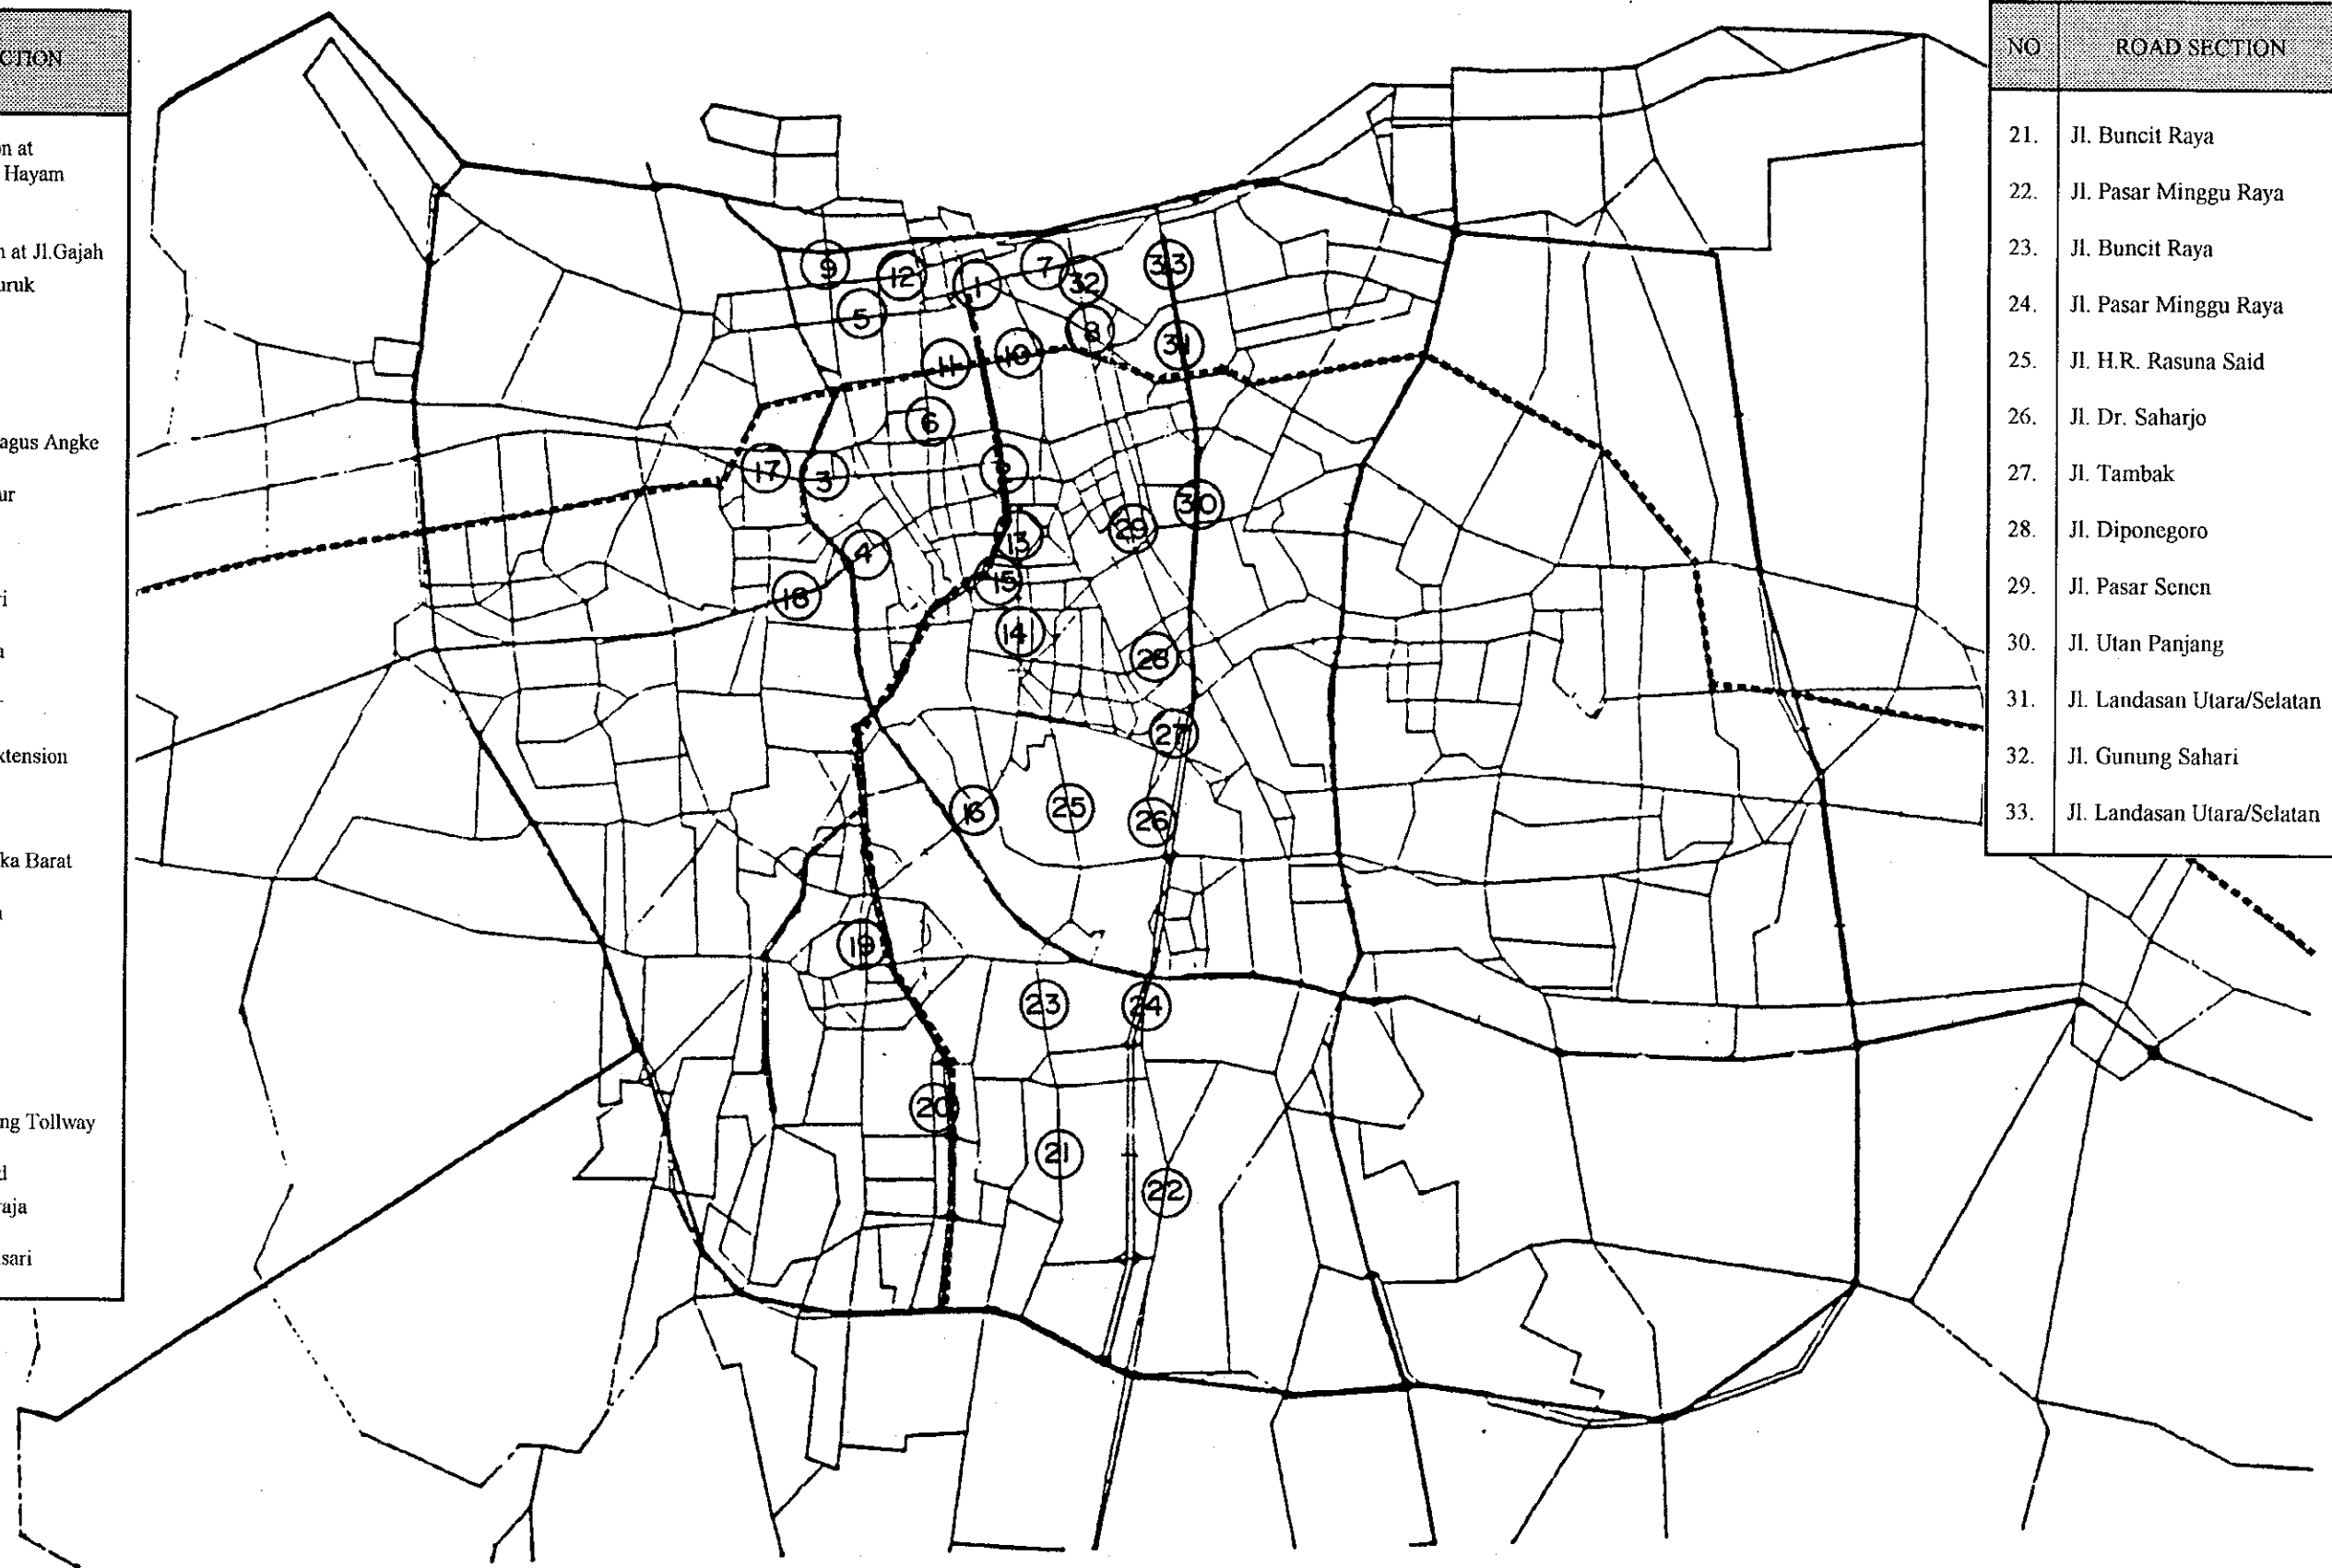 CTION
n at
Hayam
n at Jl.Gajah
uruk
agus Angke
ur
ri
a
xtension
ka Barat
n
ng Tollway
d
raja
sari
9
12
1
7
32
33
5
8
11
10
31
6
17
3
2
30
29
13
4
15
18
14
28
27
16
25
26
19
23
24
20
21
22
NO ROAD SECTION
21. Jl. Buncit Raya
22. Jl. Pasar Minggu Raya
23. Jl. Buncit Raya
24. Jl. Pasar Minggu Raya
25. Jl. H.R. Rasuna Said
26. Jl. Dr. Saharjo
27. Jl. Tambak
28. Jl. Diponegoro
29. Jl. Pasar Senen
30. Jl. Utan Panjang
31. Jl. Landasan Utara/Selatan
32. Jl. Gunung Sahari
33. Jl. Landasan Utara/Selatan